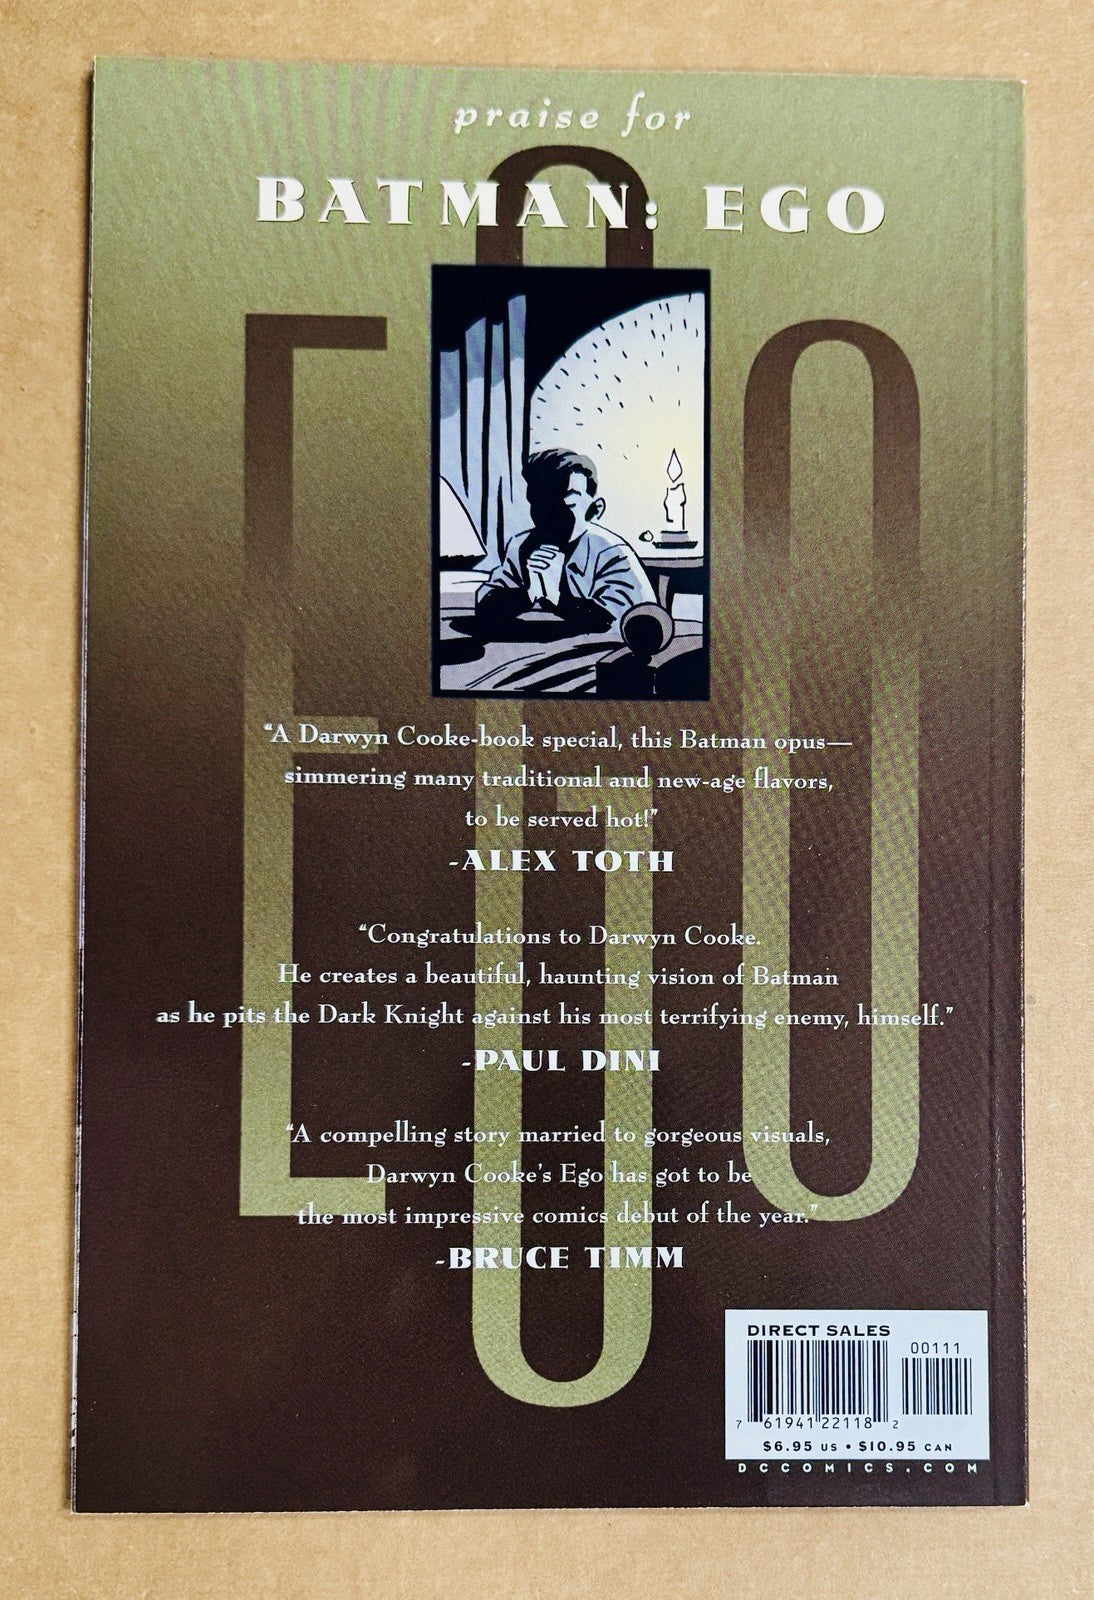 praise for
BATMAN: EGO
EGO
“A Darwyn Cooke-book special, this Batman opus—
simmering many traditional and new-age flavors,
to be served hot!”
-ALEX TOTH
“Congratulations to Darwyn Cooke.
He creates a beautiful, haunting vision of Batman
as he pits the Dark Knight against his most terrifying enemy, himself.”
-PAUL DINI
“A compelling story married to gorgeous visuals,
Darwyn Cooke’s Ego has got to be
the most impressive comics debut of the year.”
-BRUCE TIMM
DIRECT SALES
00111
7 61941 22118 2
$6.95 US • $10.95 CAN
DCCOMICS.COM